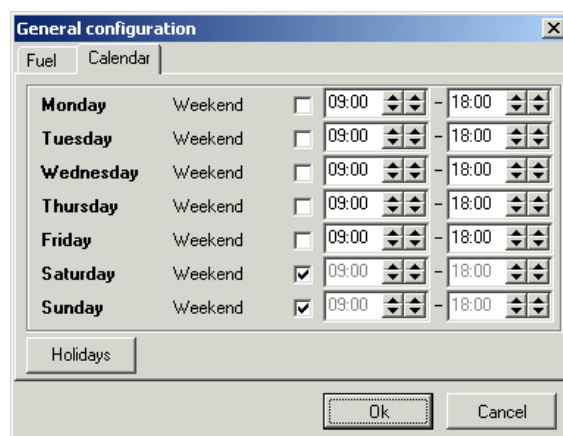 General configuration
Fuel Calendar
Monday Weekend 09:00 - 18:00
Tuesday Weekend 09:00 - 18:00
Wednesday Weekend 09:00 - 18:00
Thursday Weekend 09:00 - 18:00
Friday Weekend 09:00 - 18:00
Saturday Weekend 09:00 - 18:00
Sunday Weekend 09:00 - 18:00
Holidays
Ok Cancel